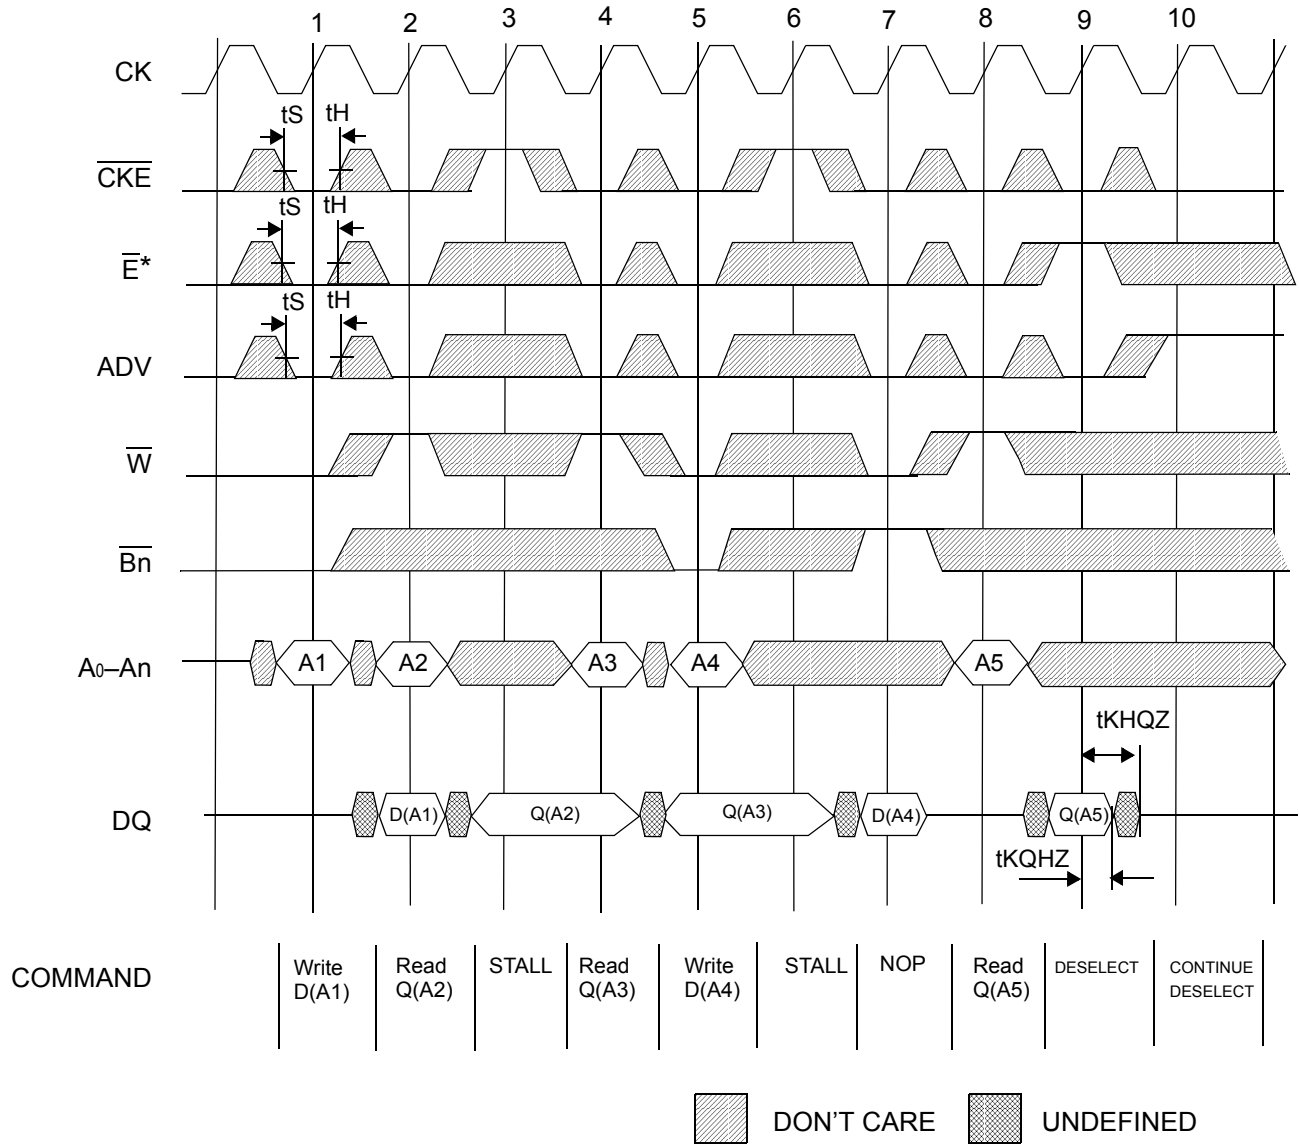 1 2 3 4 5 6 7 8 9 10
CK
tS tH
CKE
tS tH
E*
tS tH
ADV
W
Bn
A0–An A1 A2 A3 A4 A5
tKHQZ
DQ D(A1) Q(A2) Q(A3) D(A4) Q(A5)
tKQHZ
COMMAND
Write
D(A1)
Read
Q(A2)
STALL
Read
Q(A3)
Write
D(A4)
STALL
NOP
Read
Q(A5)
DESELECT
CONTINUE
DESELECT
DON'T CARE
UNDEFINED